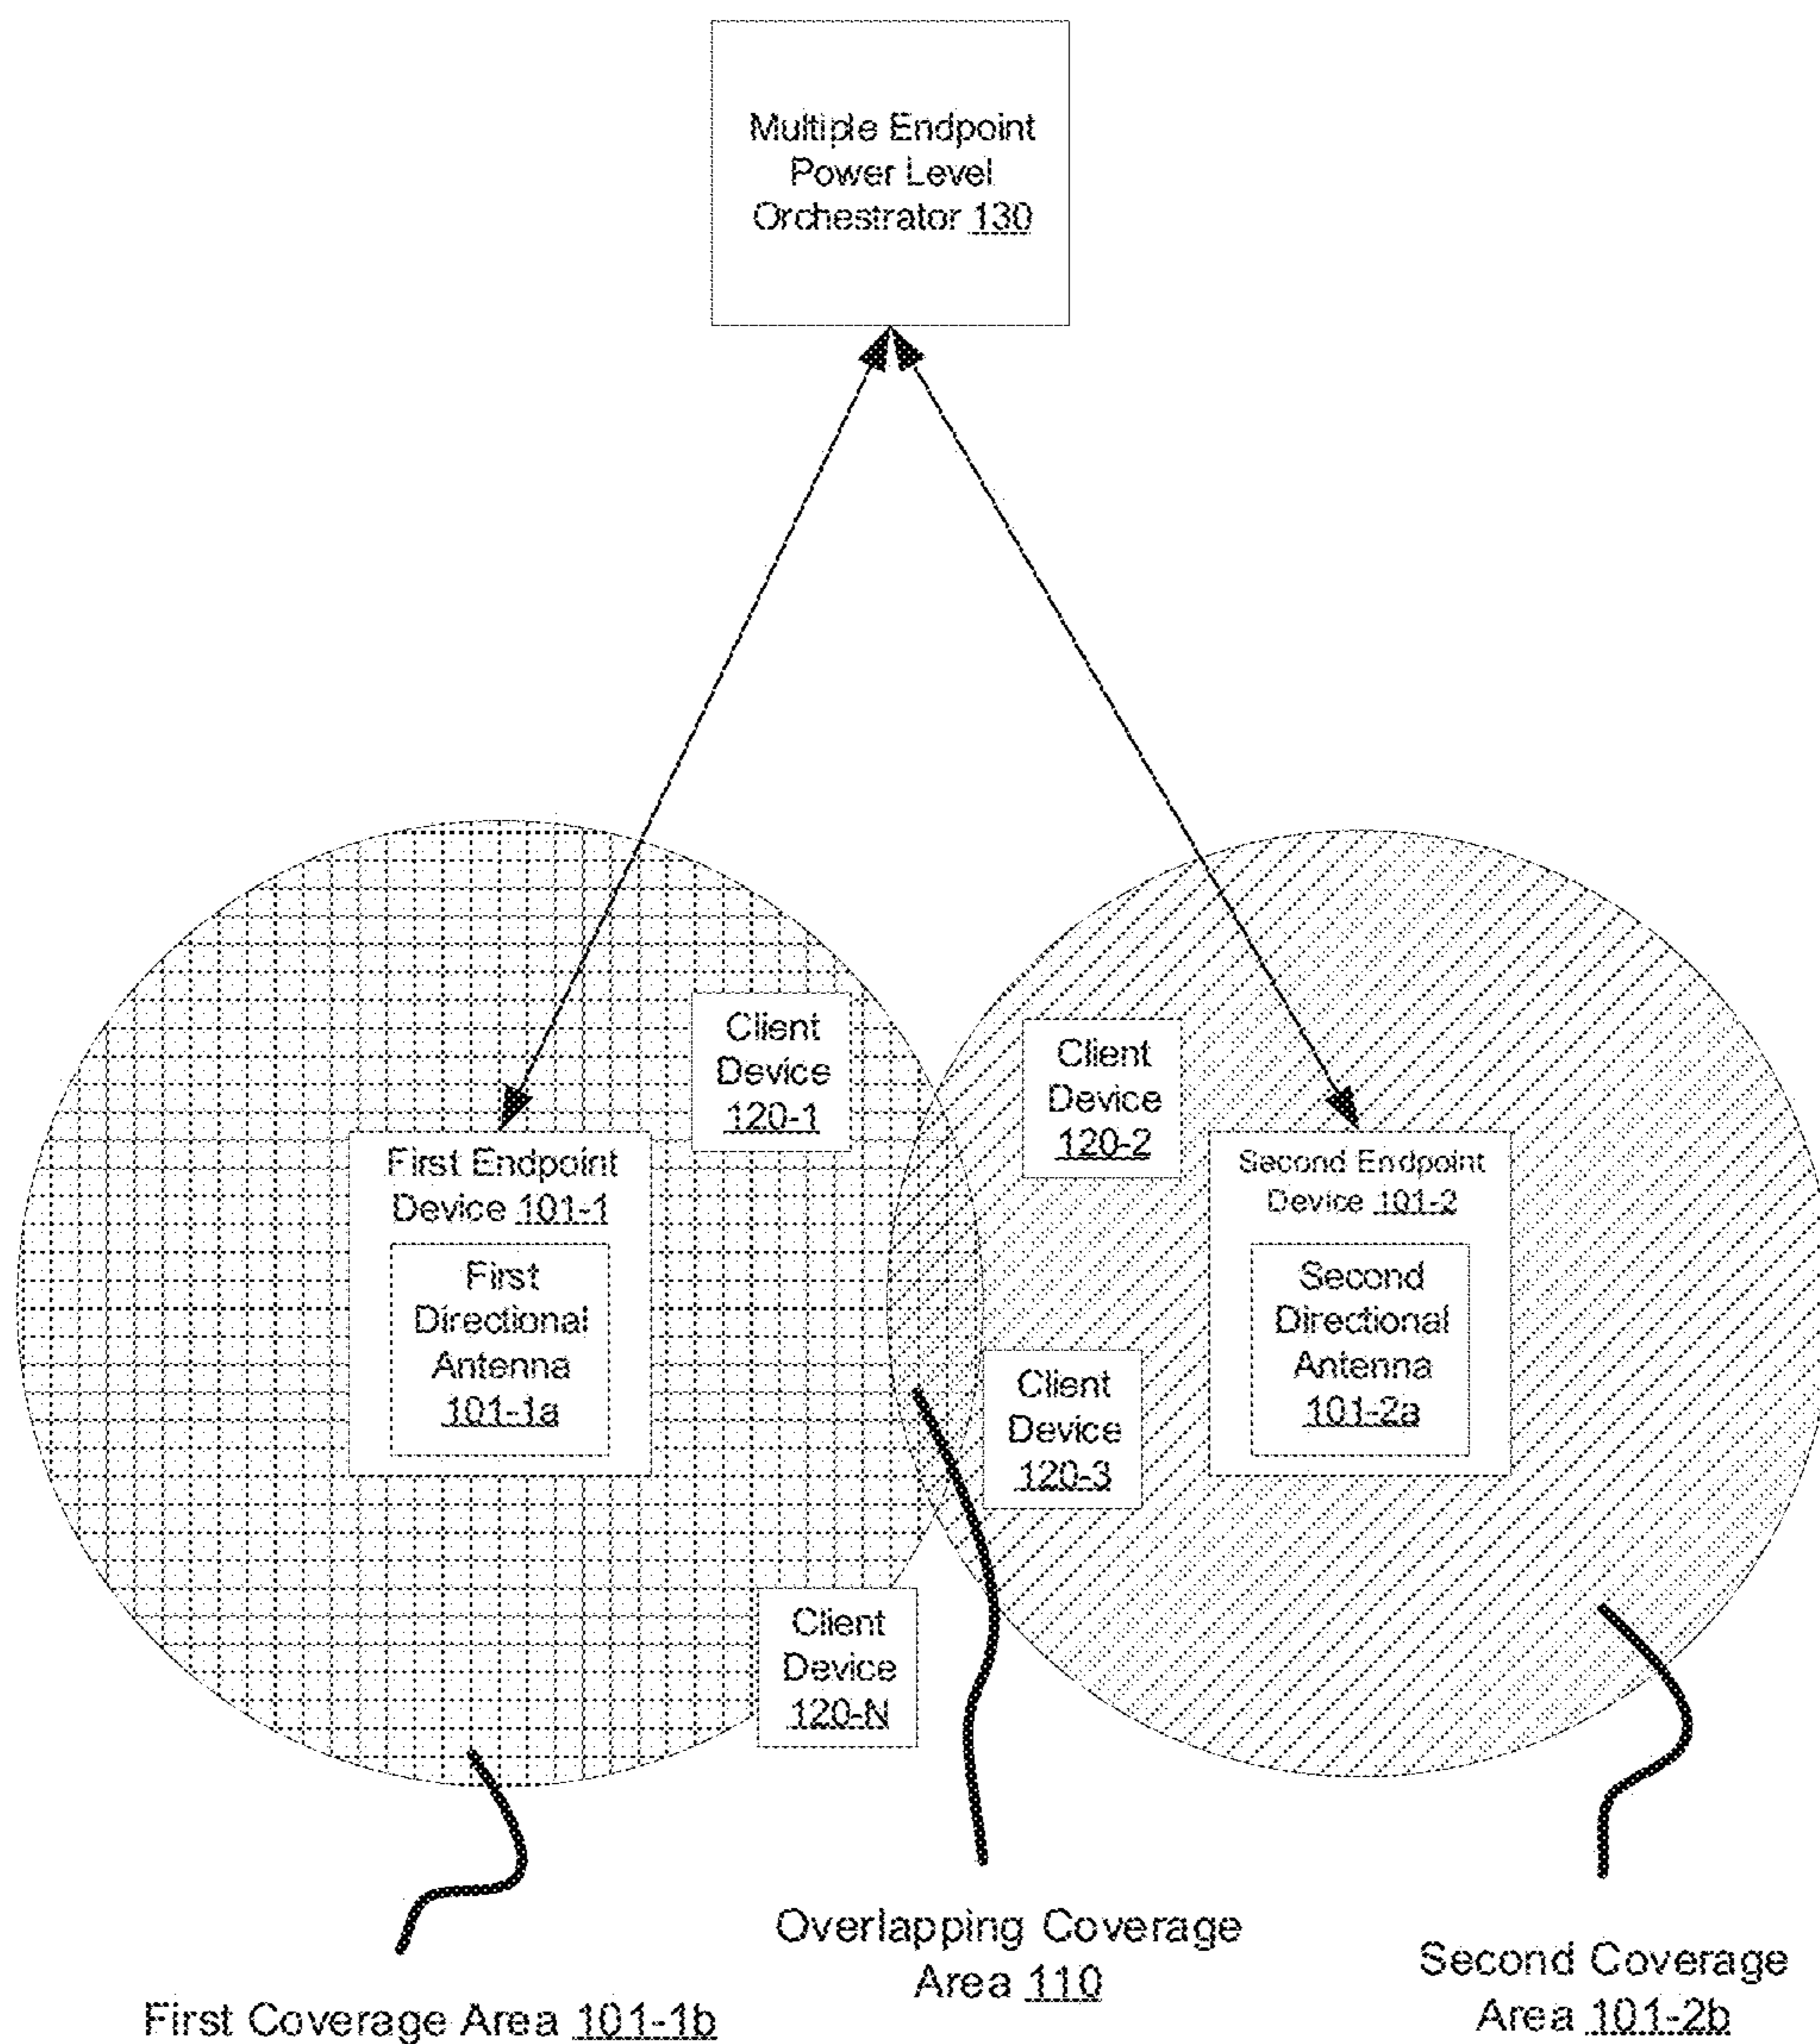 Multiple Endpoint
Power Level
Orchestrator 130
Client
Device
120-1
Client
Device
120-2
First Endpoint
Device 101-1
First
Directional
Antenna
101-1a
Second Endpoint
Device 101-2
Second
Directional
Antenna
101-2a
Client
Device
120-3
Client
Device
120-N
Overlapping Coverage
Area 110
Second Coverage
Area 101-2b
First Coverage Area 101-1b